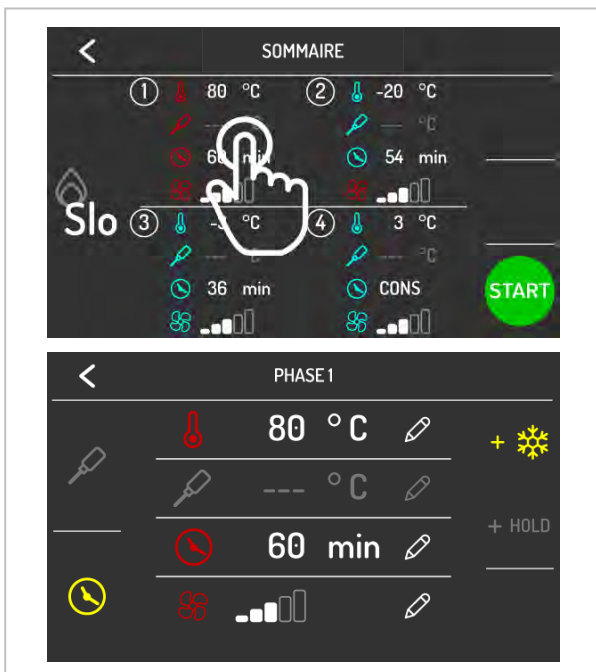 SOMMAIRE
1 80 °C 2 -20 °C
--- °C --- °C
60 min 54 min
Slo
3 -3 °C 4 3 °C
--- °C --- °C
36 min CONS START
PHASE 1
80 °C
+
--- °C
+ HOLD
60 min